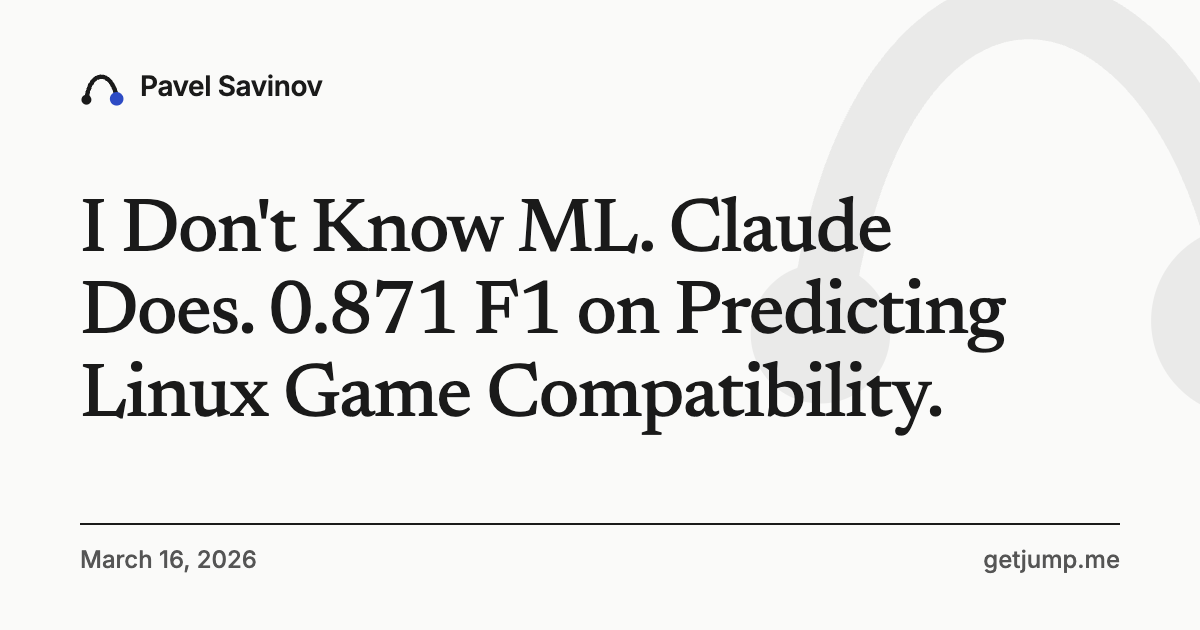 Pavel Savinov
I Don't Know ML. Claude
Does. 0.871 F1 on Predicting
Linux Game Compatibility.
March 16, 2026
getjump.me